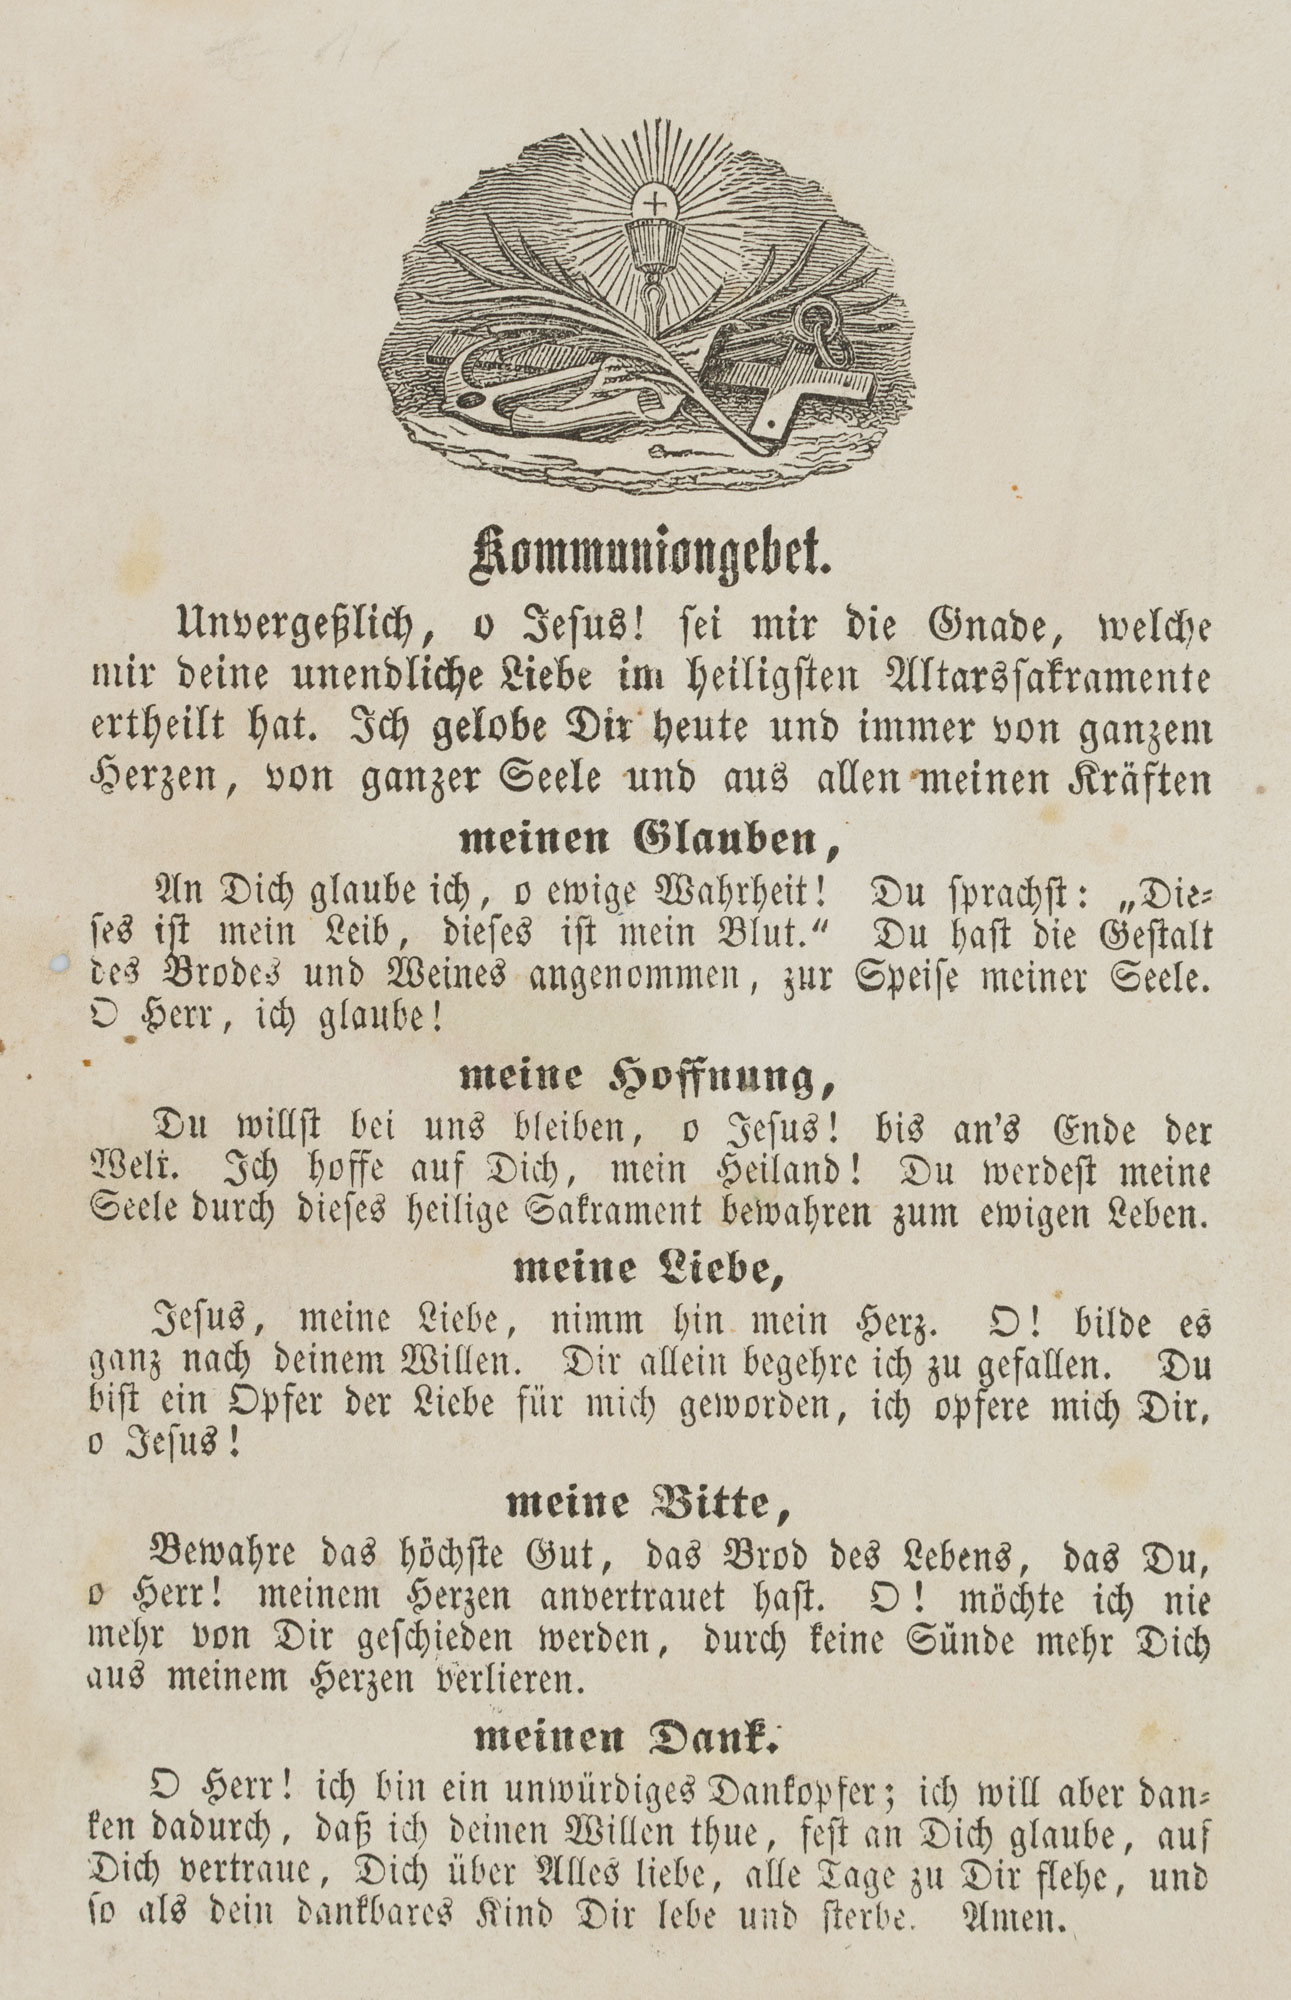 Kommuniongebet.
Unvergeßlich, o Jesus! sei mir die Gnade, welche
mir deine unendliche Liebe im heiligsten Altarssakramente
ertheilt hat. Ich gelobe Dir heute und immer von ganzem
Herzen, von ganzer Seele und aus allen meinen Kräften
meinen Glauben,
An Dich glaube ich, o ewige Wahrheit! Du sprachst: „Die=
ses ist mein Leib, dieses ist mein Blut.“ Du hast die Gestalt
des Brodes und Weines angenommen, zur Speise meiner Seele.
O Herr, ich glaube!
meine Hoffnung,
Du willst bei uns bleiben, o Jesus! bis an's Ende der
Welt. Ich hoffe auf Dich, mein Heiland! Du werdest meine
Seele durch dieses heilige Sakrament bewahren zum ewigen Leben.
meine Liebe,
Jesus, meine Liebe, nimm hin mein Herz. O! bilde es
ganz nach deinem Willen. Dir allein begehre ich zu gefallen. Du
bist ein Opfer der Liebe für mich geworden, ich opfere mich Dir,
o Jesus!
meine Bitte,
Bewahre das höchste Gut, das Brod des Lebens, das Du,
o Herr! meinem Herzen anvertrauet hast. O! möchte ich nie
mehr von Dir geschieden werden, durch keine Sünde mehr Dich
aus meinem Herzen verlieren.
meinen Dank.
O Herr! ich bin ein unwürdiges Dankopfer; ich will aber dan=
ken dadurch, daß ich deinen Willen thue, fest an Dich glaube, auf
Dich vertraue, Dich über Alles liebe, alle Tage zu Dir flehe, und
so als dein dankbares Kind Dir lebe und sterbe. Amen.